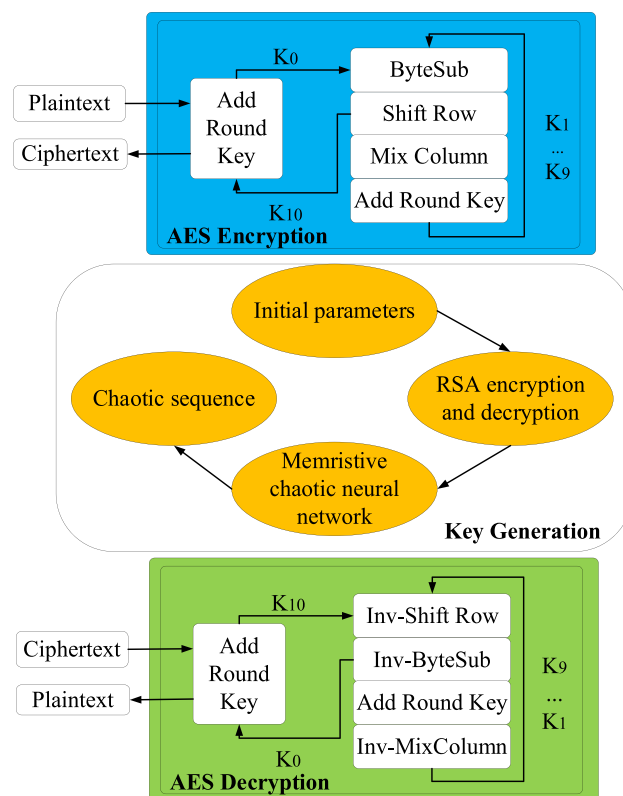 K0
ByteSub
Plaintext
Add
Round
Key
Shift Row
K1
...
K9
Ciphertext
Mix Column
Add Round Key
K10
AES Encryption
Initial parameters
Chaotic sequence
RSA encryption
and decryption
Memristive
chaotic neural
network
Key Generation
K10
Inv-Shift Row
Ciphertext
Add
Round
Key
Inv-ByteSub
K9
...
K1
Plaintext
Add Round Key
Inv-MixColumn
K0
AES Decryption